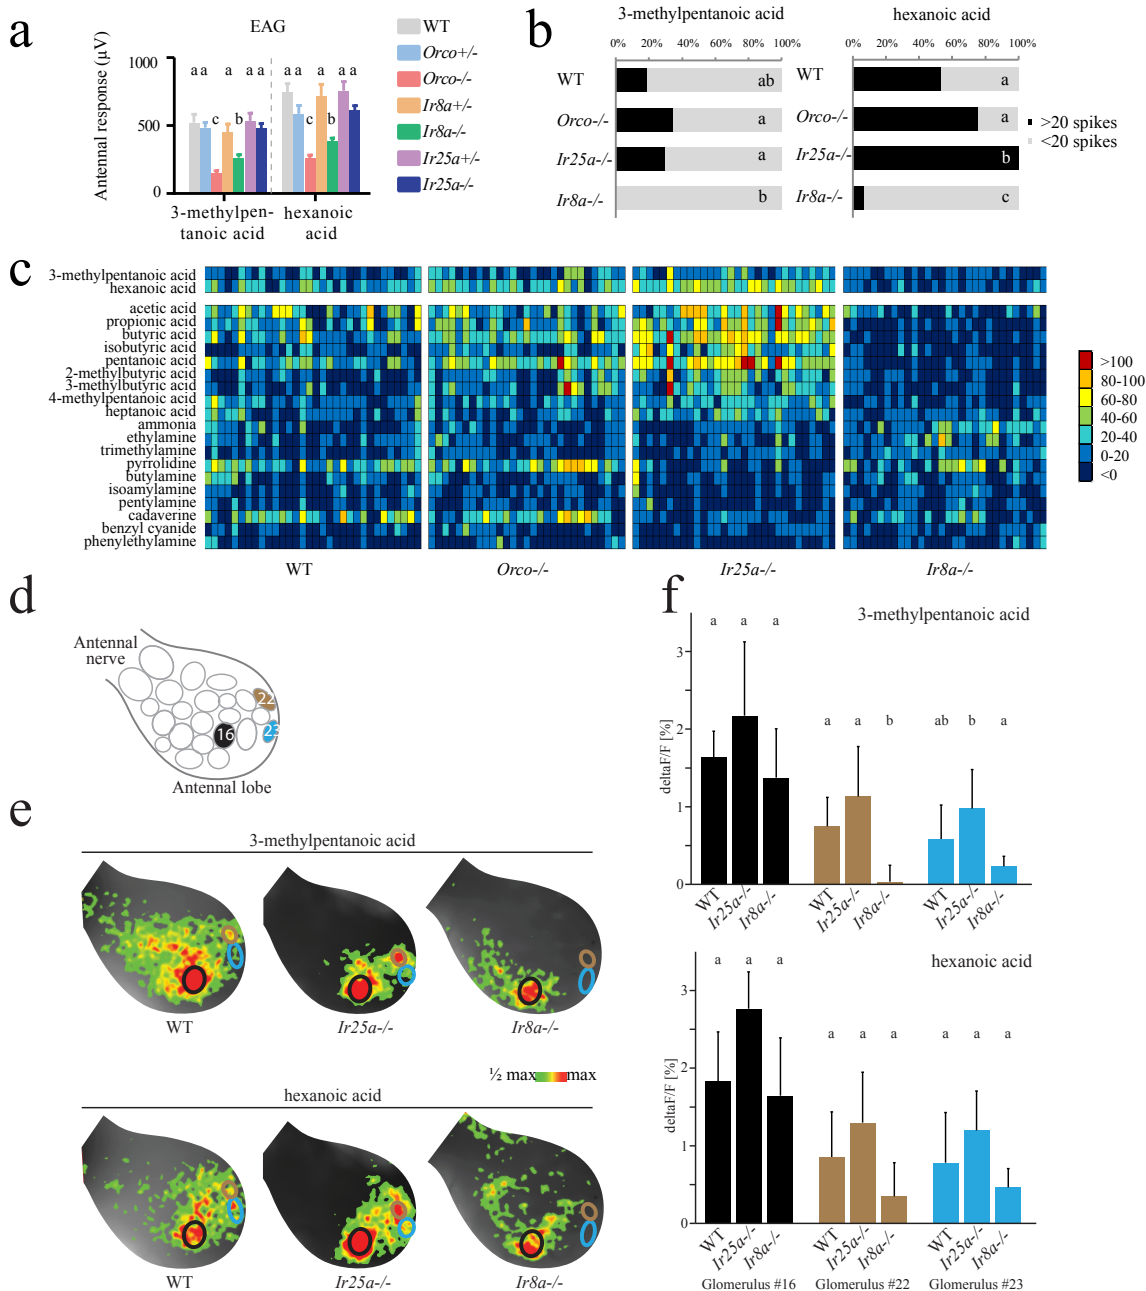 a
EAG
Antennal response (µV)
1000
500
0
a a a a a
c b
a a a a a
c b
3-methylpen-
tanoic acid
hexanoic
acid
WT
Orco+/-
Orco-/-
Ir8a+/-
Ir8a-/-
Ir25a+/-
Ir25a-/-
b
3-methylpentanoic acid
0% 20% 40% 60% 80% 100%
WT ab
Orco-/- a
Ir25a-/- a
Ir8a-/- b
hexanoic acid
0% 20% 40% 60% 80% 100%
WT a
Orco-/- a
Ir25a-/- b
Ir8a-/- c
>20 spikes
<20 spikes
c
3-methylpentanoic acid
hexanoic acid
acetic acid
propionic acid
butyric acid
isobutyric acid
pentanoic acid
2-methylbutyric acid
3-methylbutyric acid
4-methylpentanoic acid
heptanoic acid
ammonia
ethylamine
trimethylamine
pyrrolidine
butylamine
isoamylamine
pentylamine
cadaverine
benzyl cyanide
phenylethylamine
WT
Orco-/-
Ir25a-/-
Ir8a-/-
>100
80-100
60-80
40-60
20-40
0-20
<0
d
Antennal
nerve
22
23
16
Antennal lobe
e
3-methylpentanoic acid
WT
Ir25a-/-
Ir8a-/-
½ max max
hexanoic acid
WT
Ir25a-/-
Ir8a-/-
f
3-methylpentanoic acid
deltaF/F [%]
3
2
1
0
a a a
a a b
ab b a
WT Ir25a-/- Ir8a-/-
WT Ir25a-/- Ir8a-/-
WT Ir25a-/- Ir8a-/-
hexanoic acid
deltaF/F [%]
3
2
1
0
a a a
a a a
a a a
WT Ir25a-/- Ir8a-/-
WT Ir25a-/- Ir8a-/-
WT Ir25a-/- Ir8a-/-
Glomerulus #16
Glomerulus #22
Glomerulus #23